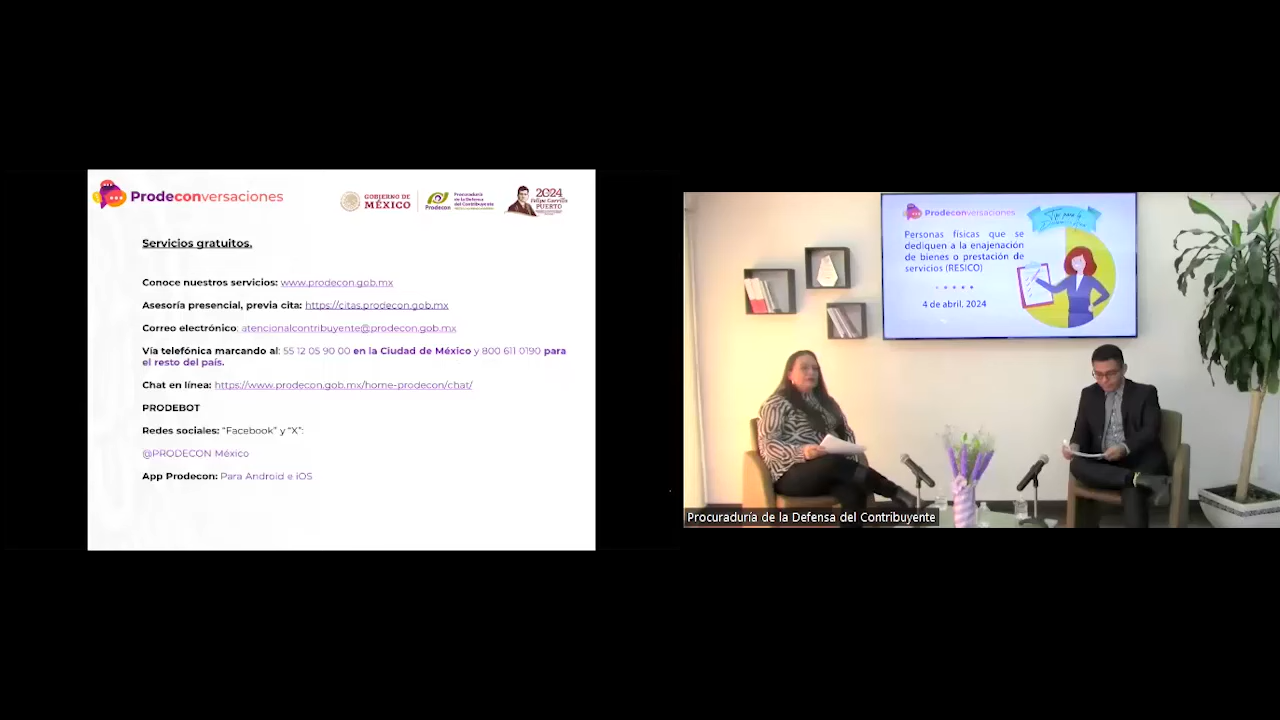 Prodeconversaciones
GOBIERNO DE
MÉXICO
Prodecon
Procuraduría
de la Defensa
del Contribuyente
2024
Felipe Carrillo
PUERTO
Servicios gratuitos.
Conoce nuestros servicios: www.prodecon.gob.mx
Asesoría presencial, previa cita: https://citas.prodecon.gob.mx
Correo electrónico: atencionalcontribuyente@prodecon.gob.mx
Vía telefónica marcando al: 55 12 05 90 00 en la Ciudad de México y 800 611 0190 para
el resto del país.
Chat en línea: https://www.prodecon.gob.mx/home-prodecon/chat/
PRODEBOT
Redes sociales: “Facebook” y “X”:
@PRODECON México
App Prodecon: Para Android e iOS
Prodeconversaciones
Tips para tu
Personas físicas que se
dediquen a la enajenación
de bienes o prestación de
servicios (RESICO)
4 de abril, 2024
Procuraduría de la Defensa del Contribuyente